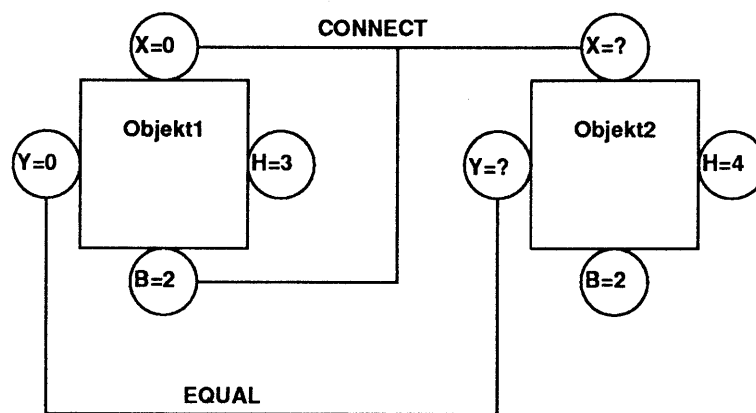 CONNECT
X=0
X=?
Objekt1
Objekt2
Y=0
H=3
Y=?
H=4
B=2
B=2
EQUAL